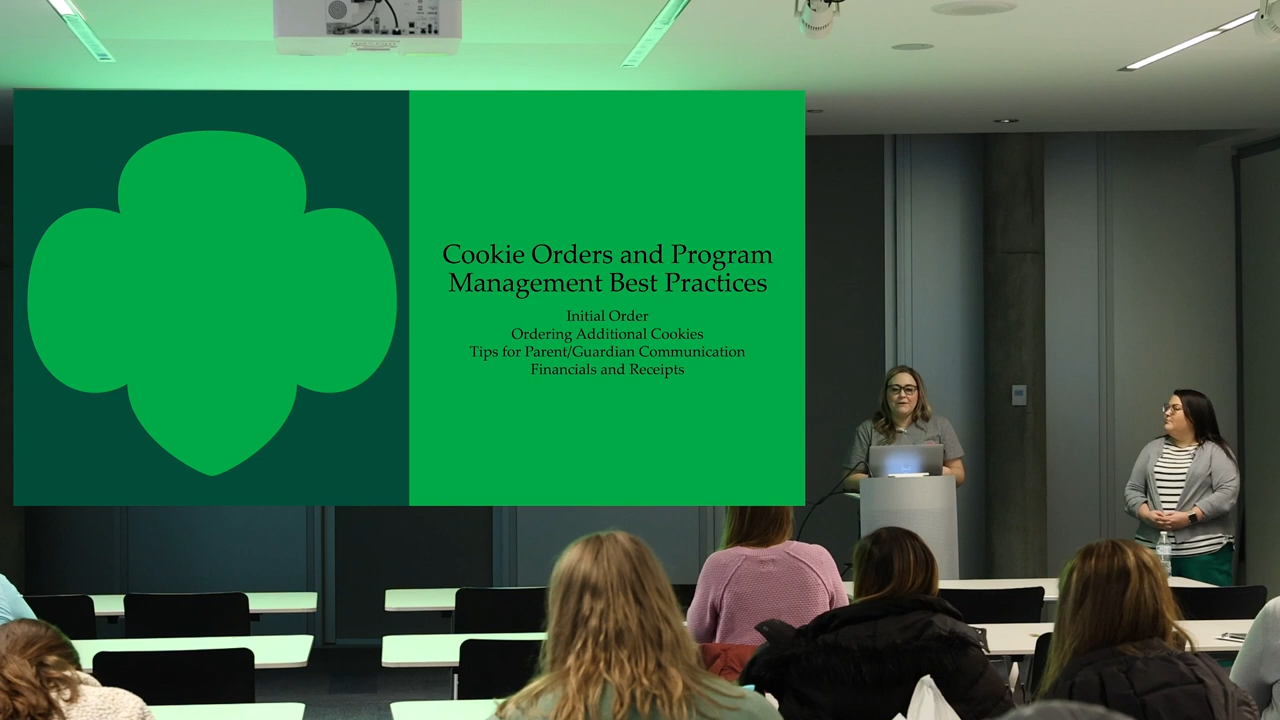 Cookie Orders and Program
Management Best Practices
Initial Order
Ordering Additional Cookies
Tips for Parent/Guardian Communication
Financials and Receipts